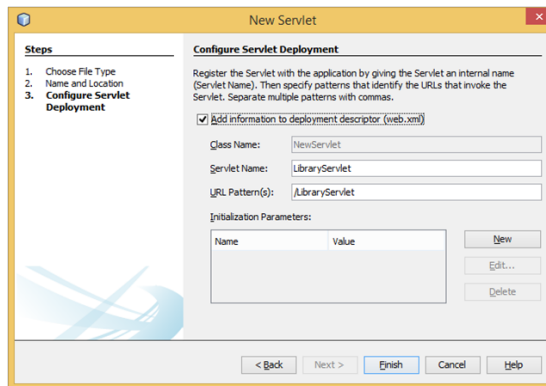 New Servlet
Steps
1. Choose File Type
2. Name and Location
3. Configure Servlet
Deployment
Configure Servlet Deployment
Register the Servlet with the application by giving the Servlet an internal name
(Servlet Name). Then specify patterns that identify the URLs that invoke the
Servlet. Separate multiple patterns with commas.
Add information to deployment descriptor (web.xml)
Class Name: NewServlet
Servlet Name: LibraryServlet
URL Pattern(s): /LibraryServlet
Initialization Parameters:
Name Value
New
Edit...
Delete
< Back Next > Finish Cancel Help